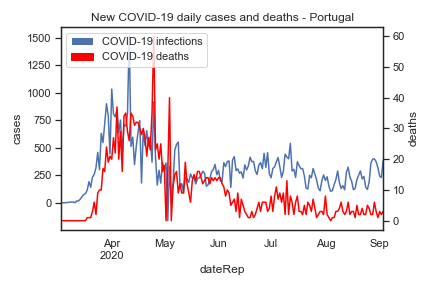 New COVID-19 daily cases and deaths - Portugal
COVID-19 infections
COVID-19 deaths
1500
1250
1000
750
500
250
0
cases
60
50
40
30
20
10
0
deaths
Apr
2020
May
Jun
Jul
Aug
Sep
dateRep